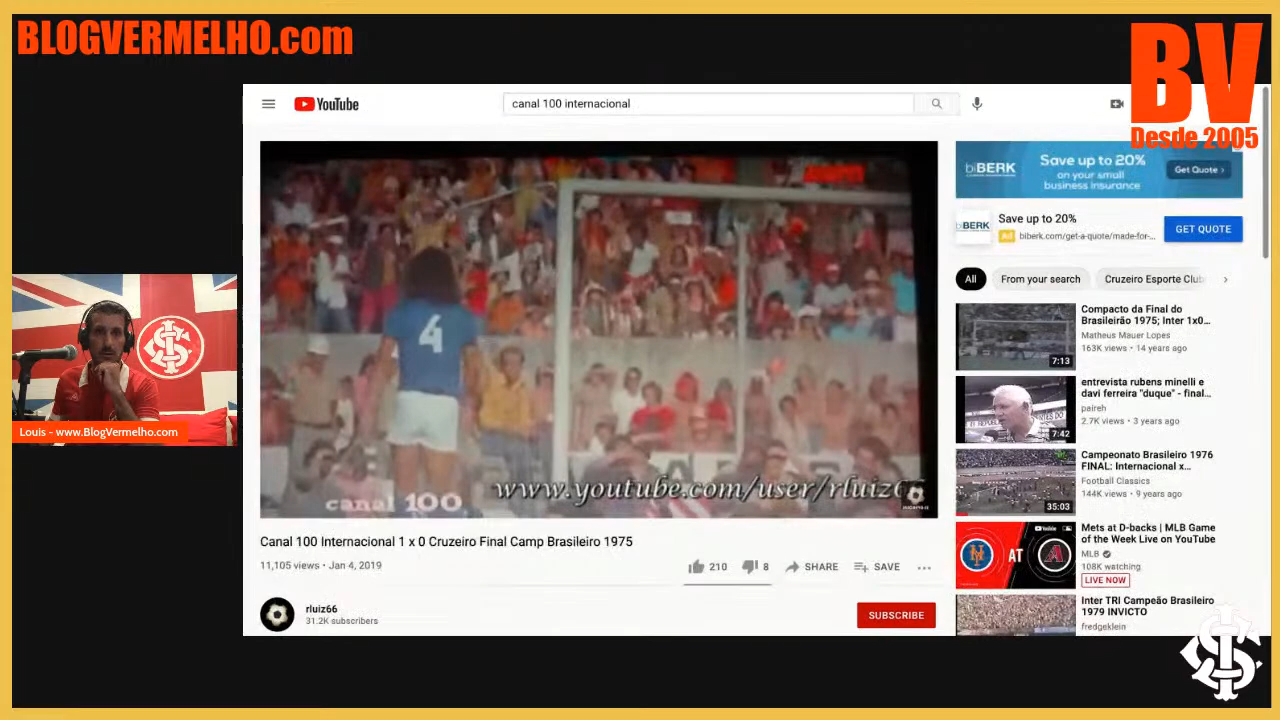 BLOGVERMELHO.com
BV
Desde 2005
YouTube
canal 100 internacional
4
canal 100
www.youtube.com/user/rluiz6
Canal 100 Internacional 1 x 0 Cruzeiro Final Camp Brasileiro 1975
11,105 views • Jan 4, 2019
210
8
SHARE
SAVE
rluiz66
31.2K subscribers
SUBSCRIBE
biBERK
Save up to 20%
on your small
business insurance
Get Quote ›
biBERK
Save up to 20%
Ad biberk.com/get-a-quote/made-for-...
GET QUOTE
All
From your search
Cruzeiro Esporte Club
Compacto da Final do
Brasileirão 1975; Inter 1x0...
Matheus Mauer Lopes
163K views • 14 years ago
7:13
entrevista rubens minelli e
davi ferreira "duque" - final...
paireh
2.7K views • 3 years ago
7:42
Campeonato Brasileiro 1976
FINAL: Internacional x...
Football Classics
144K views • 9 years ago
35:03
Mets at D-backs | MLB Game
of the Week Live on YouTube
MLB
108K watching
LIVE NOW
AT
Inter TRI Campeão Brasileiro
1979 INVICTO
fredgeklein
Louis - www.BlogVermelho.com